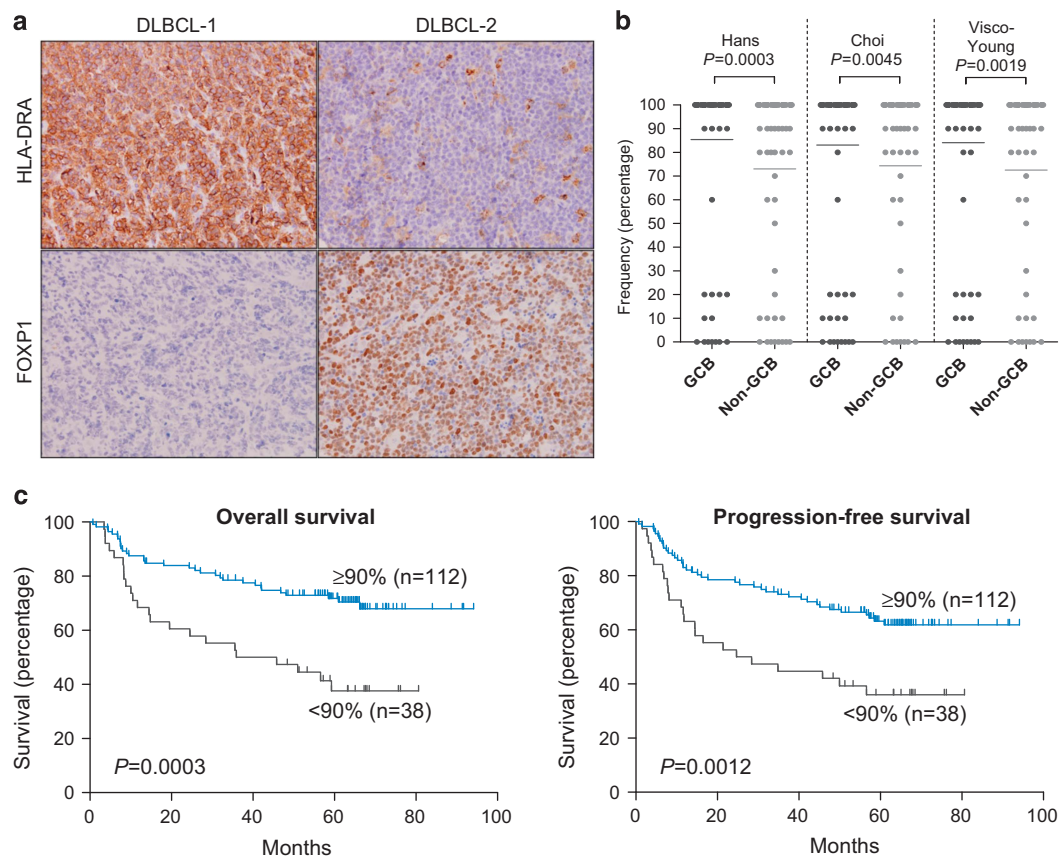 a
DLBCL-1 DLBCL-2
HLA-DRA
FOXP1
b
Hans
P=0.0003
Choi
P=0.0045
Visco-
Young
P=0.0019
Frequency (percentage)
100
90
80
70
60
50
40
30
20
10
0
GCB Non-GCB GCB Non-GCB GCB Non-GCB
c
Overall survival
Survival (percentage)
100
80
60
40
20
0
≥90% (n=112)
<90% (n=38)
P=0.0003
0 20 40 60 80 100
Months
Progression-free survival
Survival (percentage)
100
80
60
40
20
0
≥90% (n=112)
<90% (n=38)
P=0.0012
0 20 40 60 80 100
Months